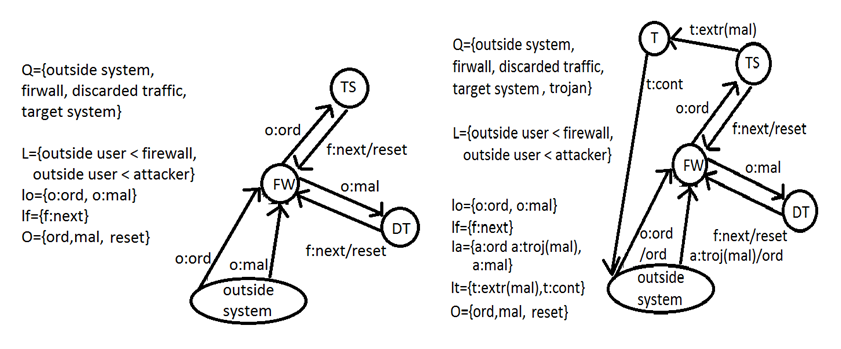 Q={outside system,
firwall, discarded traffic,
target system}
L={outside user < firewall,
outside user < attacker}
Io={o:ord, o:mal}
If={f:next}
O={ord,mal, reset}
TS
o:ord
f:next/reset
FW
o:mal
DT
f:next/reset
o:ord
o:mal
outside
system
Q={outside system,
firwall, discarded traffic,
target system , trojan}
L={outside user < firewall,
outside user < attacker}
Io={o:ord, o:mal}
If={f:next}
Ia={a:ord a:troj(mal),
a:mal}
It={t:extr(mal),t:cont}
O={ord,mal, reset}
t:extr(mal)
T
TS
t:cont
o:ord
f:next/reset
FW
o:mal
DT
o:ord
/ord
f:next/reset
a:troj(mal)/ord
outside
system